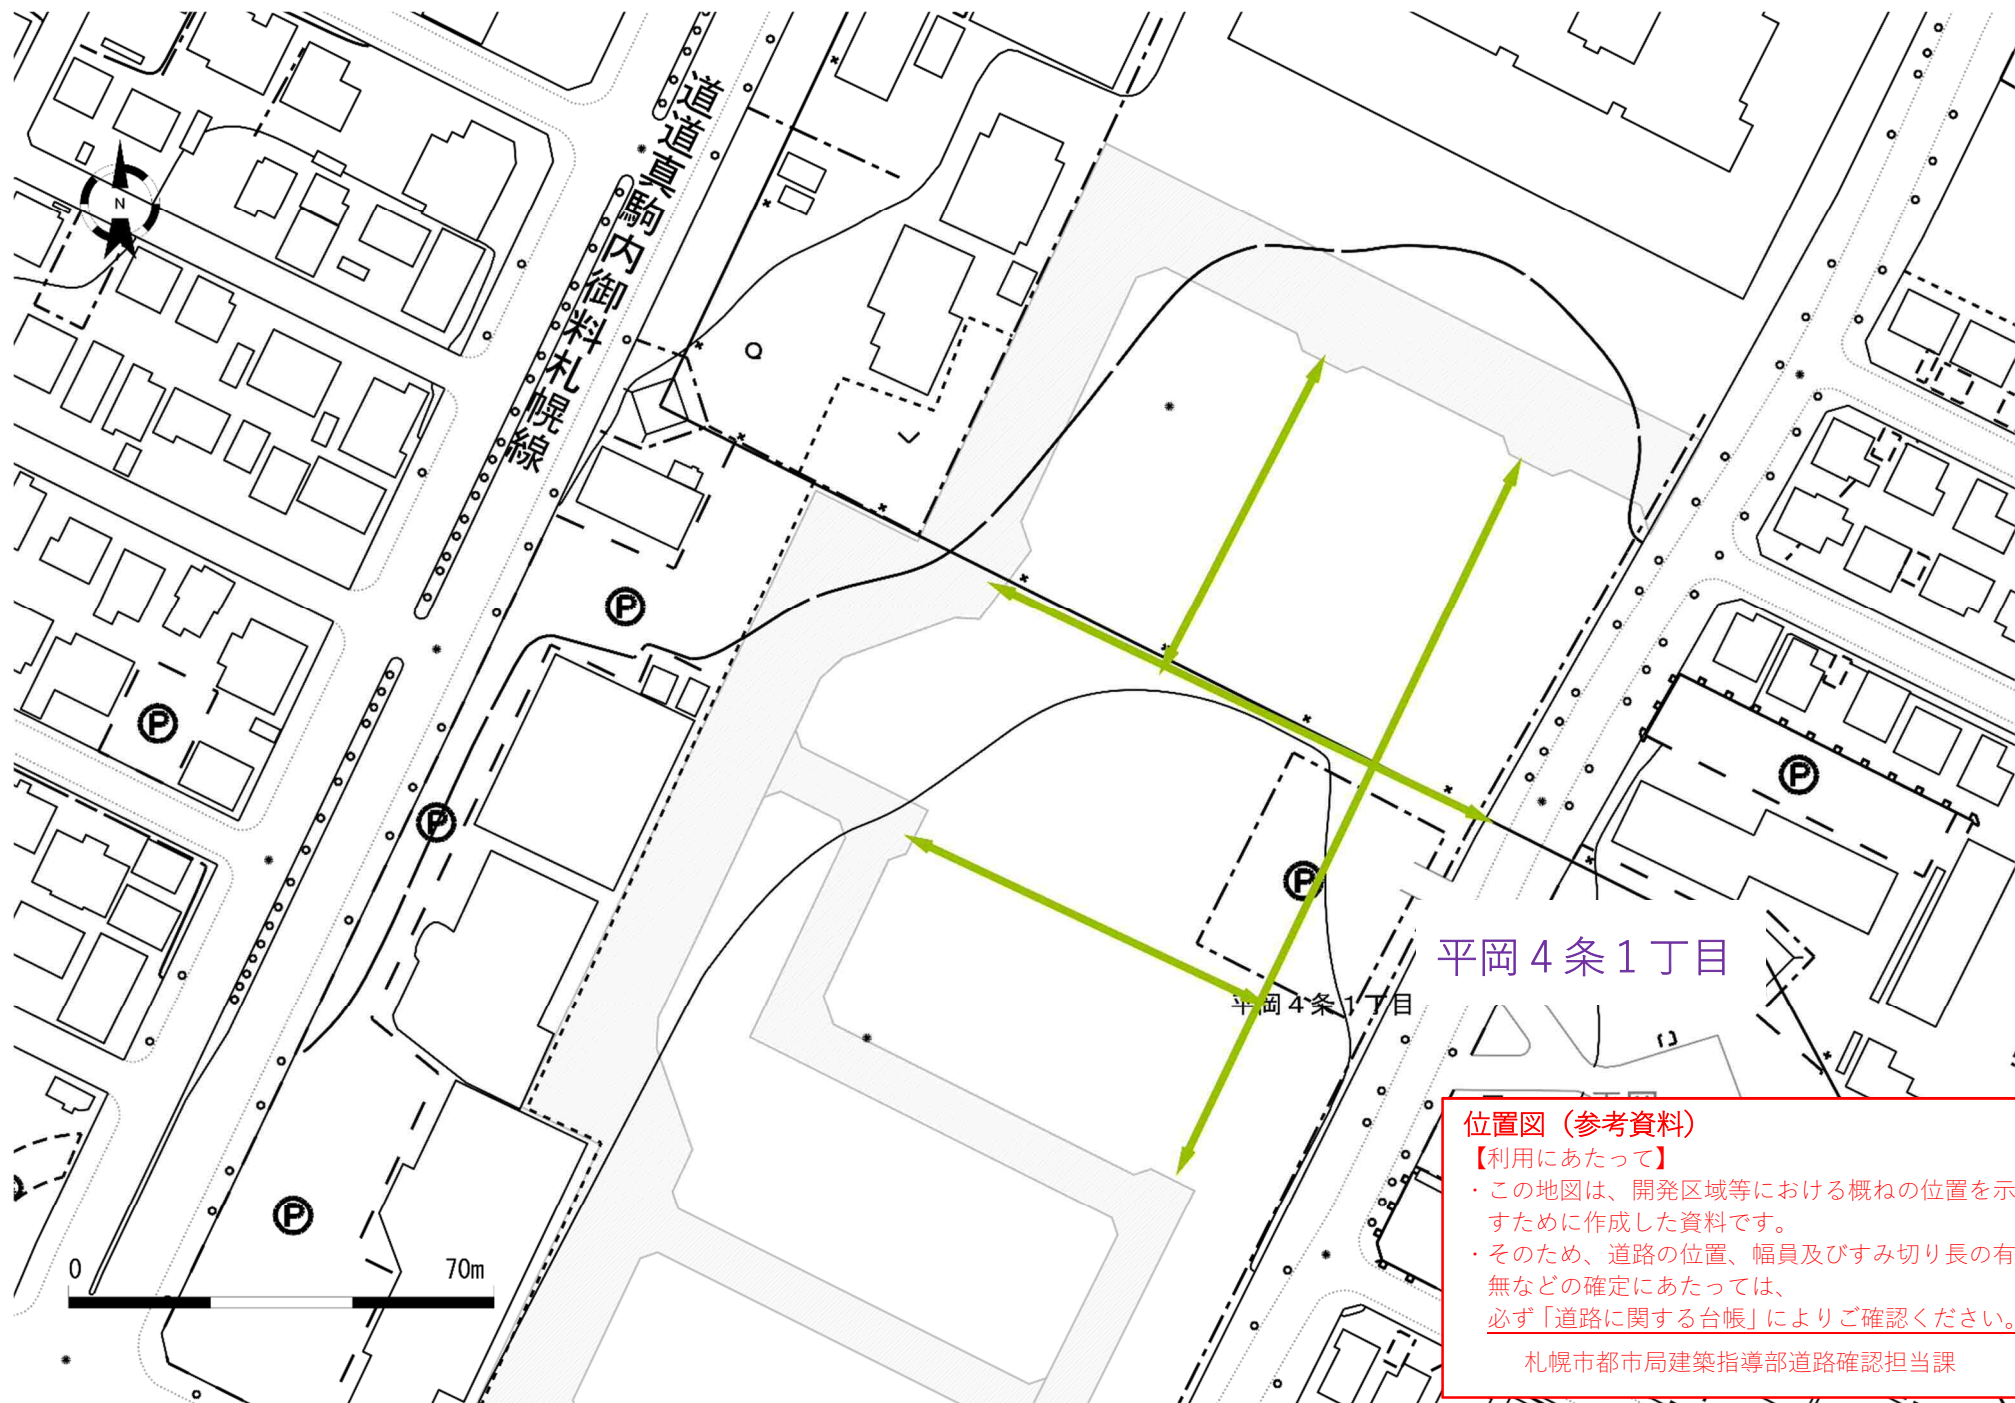 道道真駒内御料札幌線
N
P
P
P
P
P
P
平岡４条１丁目
平岡４条１丁目
0
70m
位置図（参考資料）
【利用にあたって】
・この地図は、開発区域等における概ねの位置を示
すために作成した資料です。
・そのため、道路の位置、幅員及びすみ切り長の有
無などの確定にあたっては、
必ず「道路に関する台帳」によりご確認ください。
札幌市都市局建築指導部道路確認担当課